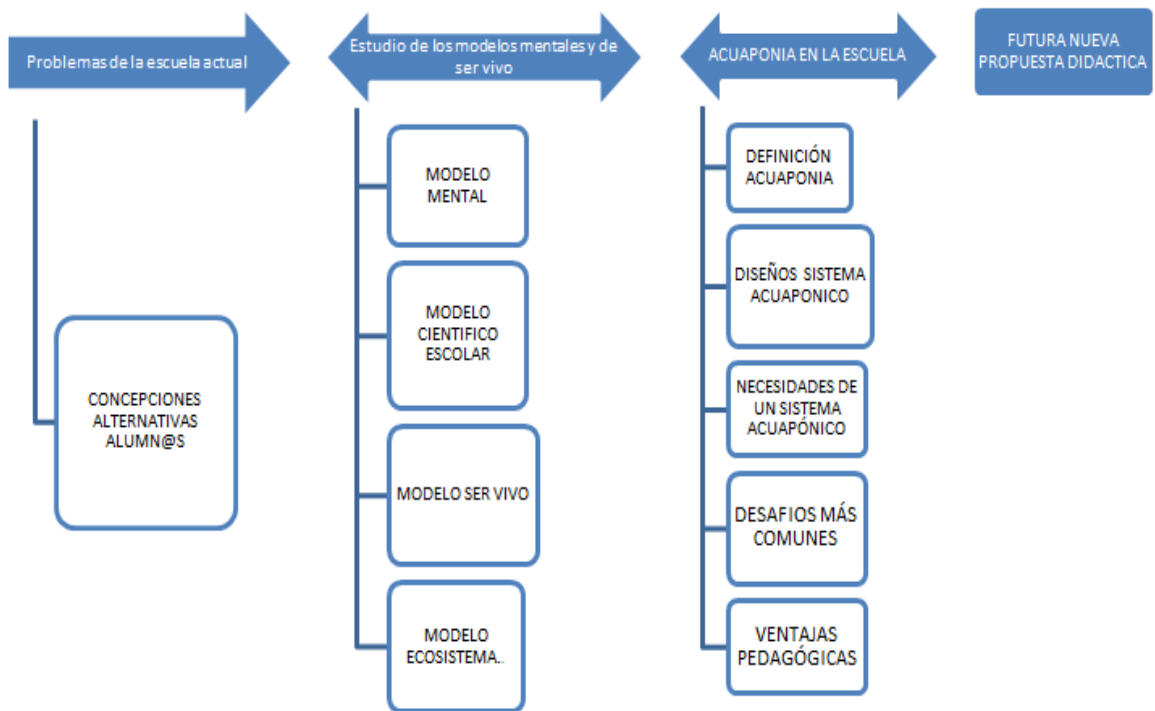 Problemas de la escuela actual
Estudio de los modelos mentales y de
ser vivo
ACUAPONIA EN LA ESCUELA
FUTURA NUEVA
PROPUESTA DIDACTICA
CONCEPCIONES
ALTERNATIVAS
ALUMN@S
MODELO
MENTAL
MODELO
CIENTIFICO
ESCOLAR
MODELO SER VIVO
MODELO
ECOSISTEMA..
DEFINICIÓN
ACUAPONIA
DISEÑOS SISTEMA
ACUAPONICO
NECESIDADES DE
UN SISTEMA
ACUAPÓNICO
DESAFIOS MÁS
COMUNES
VENTAJAS
PEDAGÓGICAS